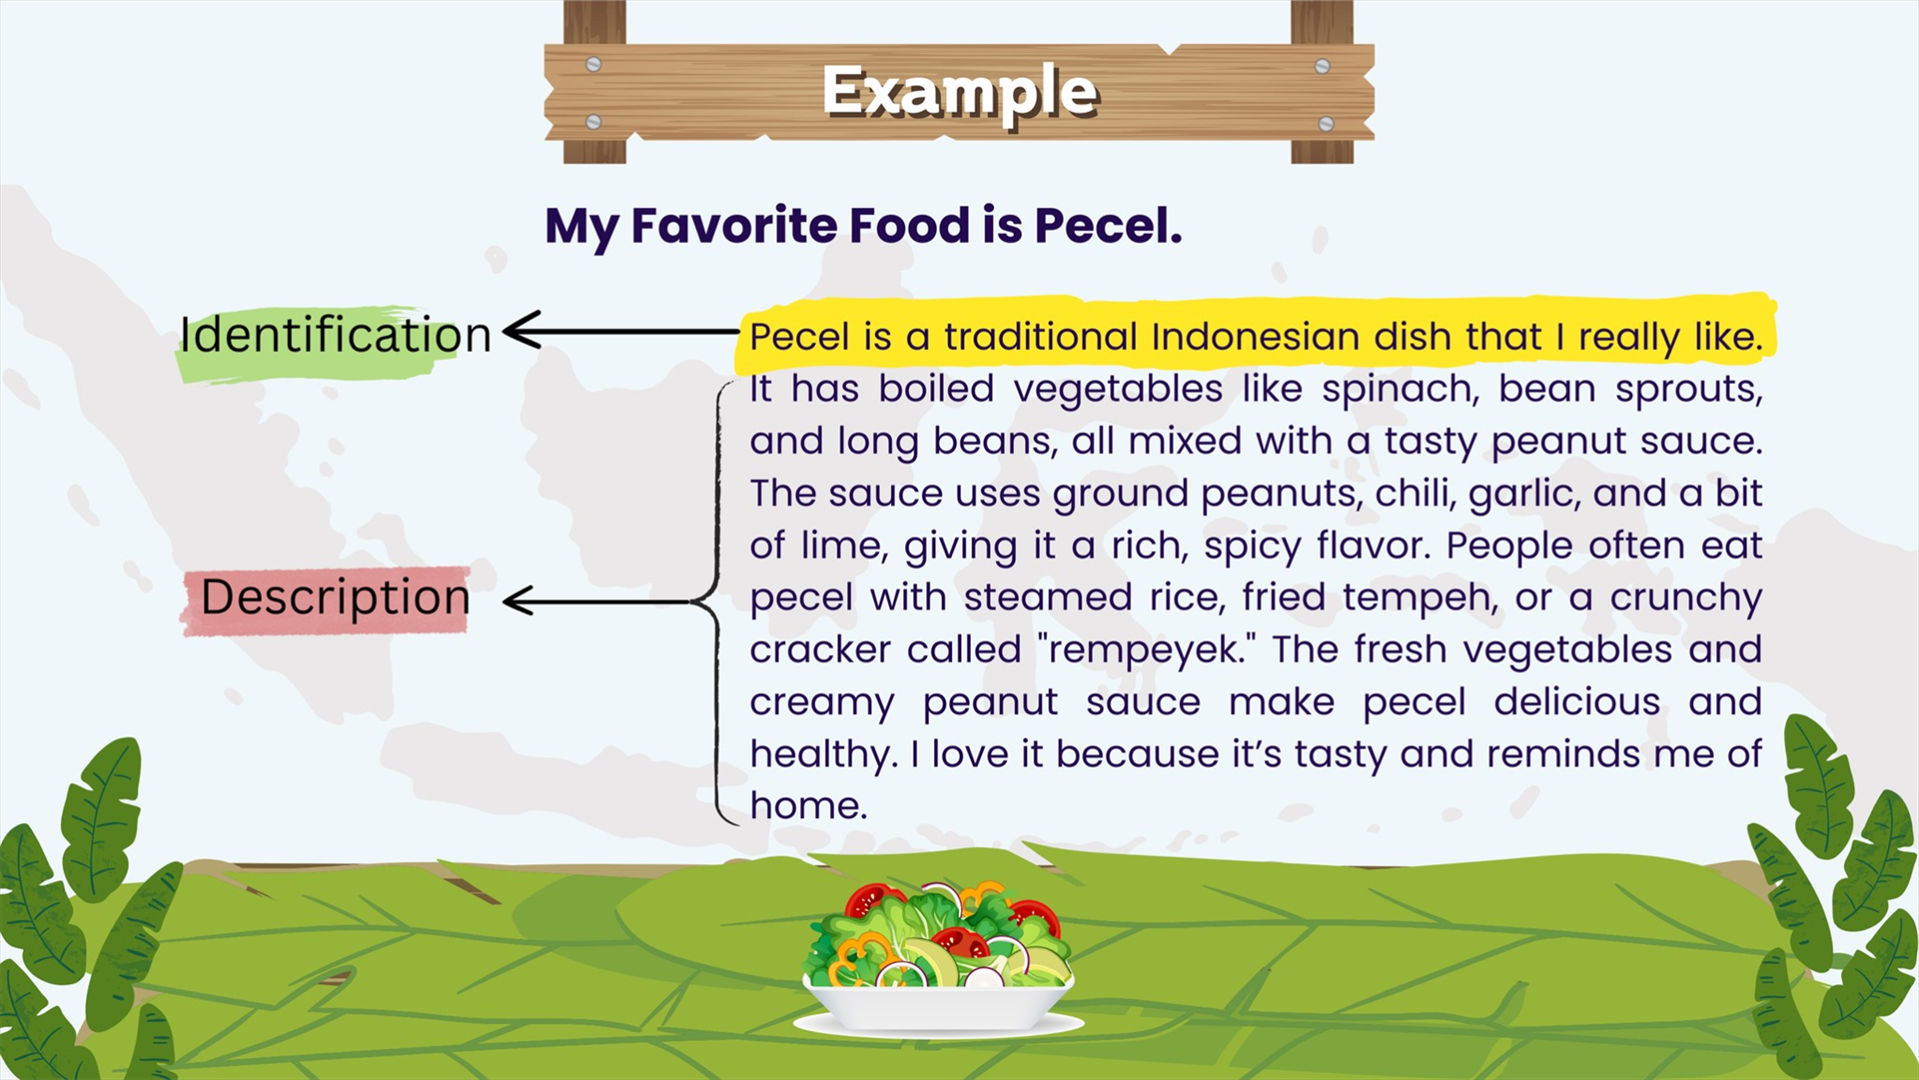 Example
My Favorite Food is Pecel.
Identification
Pecel is a traditional Indonesian dish that I really like.
It has boiled vegetables like spinach, bean sprouts,
and long beans, all mixed with a tasty peanut sauce.
The sauce uses ground peanuts, chili, garlic, and a bit
of lime, giving it a rich, spicy flavor. People often eat
Description
pecel with steamed rice, fried tempeh, or a crunchy
cracker called "rempeyek." The fresh vegetables and
creamy peanut sauce make pecel delicious and
healthy. I love it because it’s tasty and reminds me of
home.